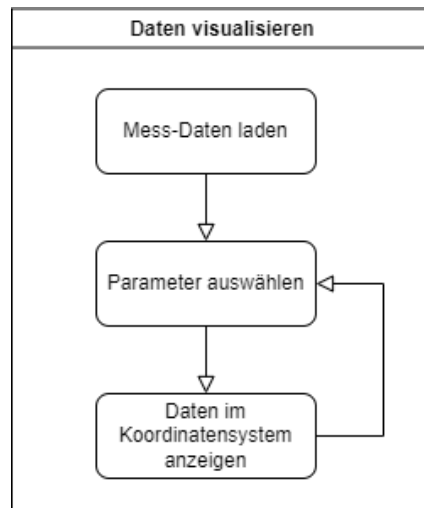 Daten visualisieren
Mess-Daten laden
Parameter auswählen
Daten im
Koordinatensystem
anzeigen